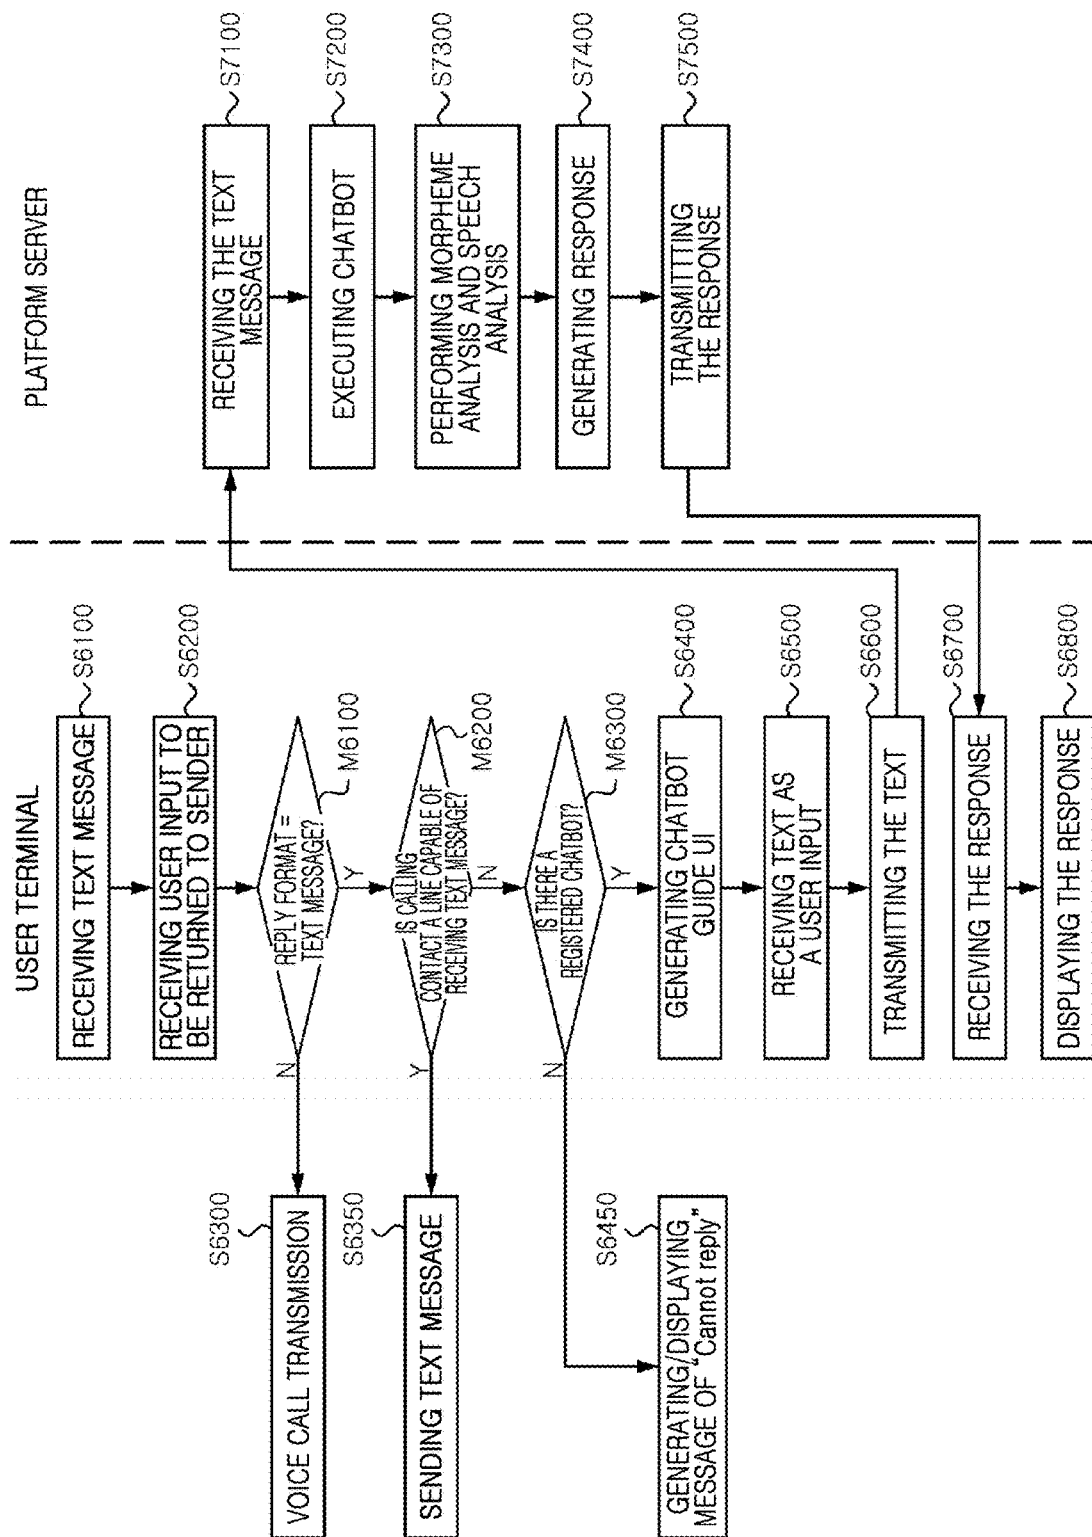 USER TERMINAL
PLATFORM SERVER
RECEIVING TEXT MESSAGE
S6100
RECEIVING USER INPUT TO
BE RETURNED TO SENDER
S6200
REPLY FORMAT =
TEXT MESSAGE?
M6100
N
Y
S6300
VOICE CALL TRANSMISSION
IS CALLING
CONTACT A LINE CAPABLE OF
RECEIVING TEXT MESSAGE?
M6200
Y
N
S6350
SENDING TEXT MESSAGE
IS THERE A
REGISTERED CHATBOT?
M6300
N
Y
S6450
GENERATING/DISPLAYING
MESSAGE OF "Cannot reply"
GENERATING CHATBOT
GUIDE UI
S6400
RECEIVING TEXT AS
A USER INPUT
S6500
TRANSMITTING THE TEXT
S6600
RECEIVING THE RESPONSE
S6700
DISPLAYING THE RESPONSE
S6800
RECEIVING THE TEXT
MESSAGE
S7100
EXECUTING CHATBOT
S7200
PERFORMING MORPHEME
ANALYSIS AND SPEECH
ANALYSIS
S7300
GENERATING RESPONSE
S7400
TRANSMITTTING
THE RESPONSE
S7500